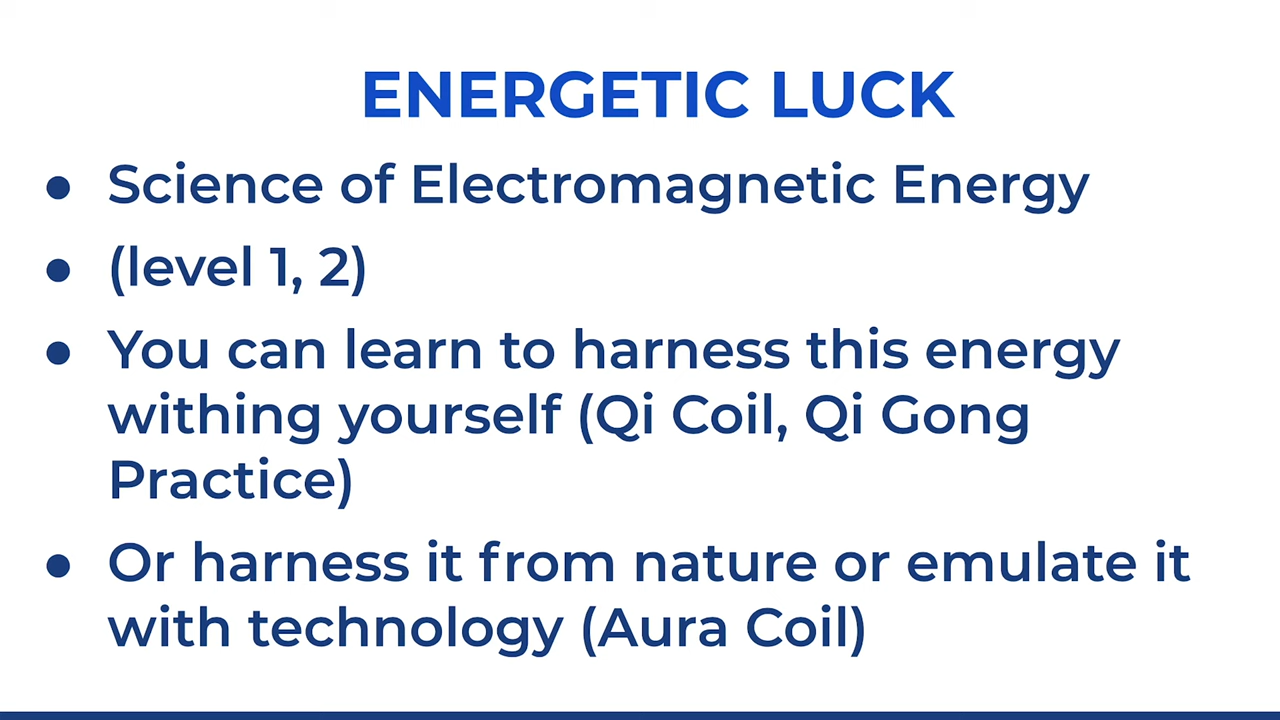 ENERGETIC LUCK
● Science of Electromagnetic Energy
● (level 1, 2)
● You can learn to harness this energy
withing yourself (Qi Coil, Qi Gong
Practice)
● Or harness it from nature or emulate it
with technology (Aura Coil)